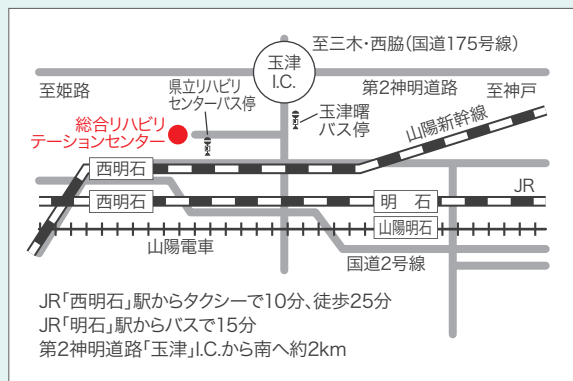 至三木・西脇(国道175号線)
玉津
I.C.
至姫路
県立リハビリ
センターバス停
第2神明道路
至神戸
玉津曙
バス停
山陽新幹線
総合リハビリ
テーションセンター
西明石
JR
西明石
明 石
山陽明石
山陽電車
国道2号線
JR「西明石」駅からタクシーで10分、徒歩25分
JR「明石」駅からバスで15分
第2神明道路「玉津」I.C.から南へ約2km